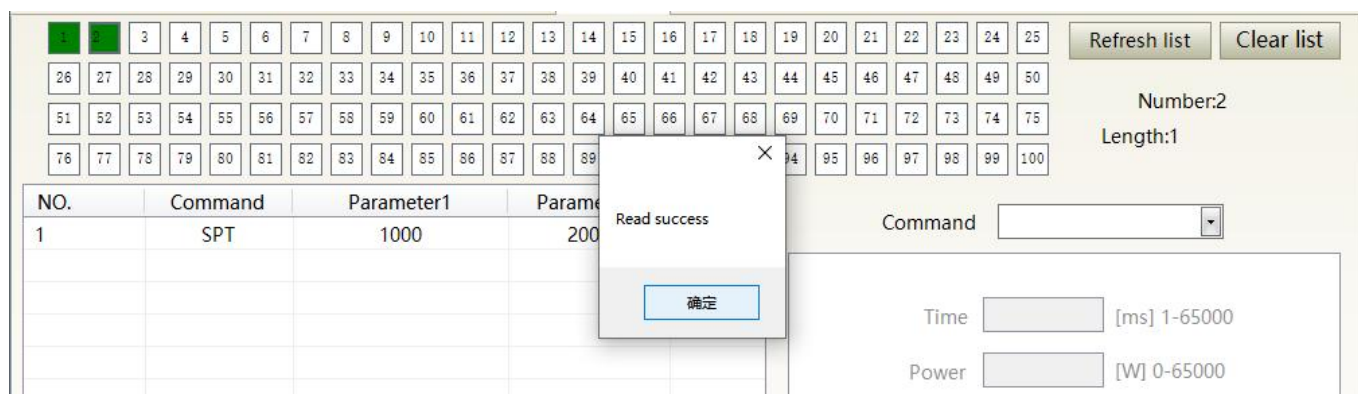 1 2 3 4 5 6 7 8 9 10 11 12 13 14 15 16 17 18 19 20 21 22 23 24 25 Refresh list Clear list
26 27 28 29 30 31 32 33 34 35 36 37 38 39 40 41 42 43 44 45 46 47 48 49 50
Number:2
51 52 53 54 55 56 57 58 59 60 61 62 63 64 65 66 67 68 69 70 71 72 73 74 75
Length:1
76 77 78 79 80 81 82 83 84 85 86 87 88 89 94 95 96 97 98 99 100
NO. Command Parameter1 Parame
Read success
Command
1 SPT 1000 200
确定
Time [ms] 1-65000
Power [W] 0-65000